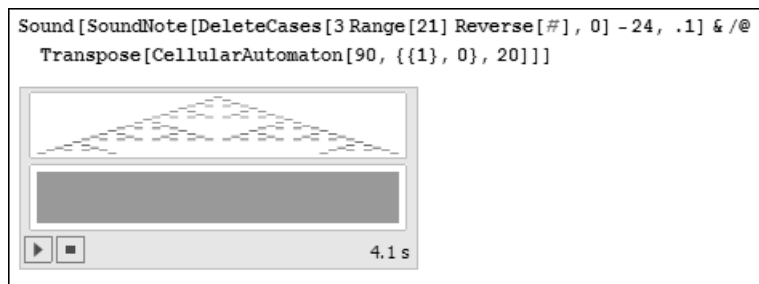 Sound[SoundNote[DeleteCases[3 Range[21] Reverse[#], 0] -24, .1] & /@
Transpose[CellularAutomaton[90, {{1}, 0}, 20]]]
4.1 s